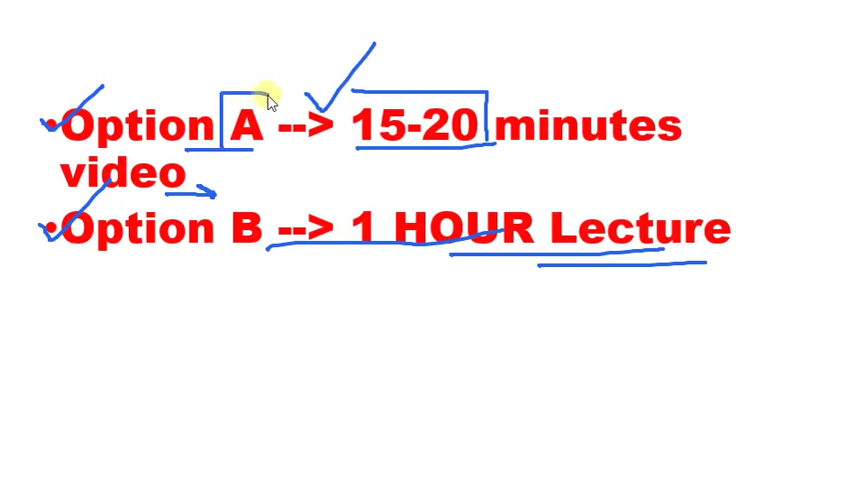 •Option A --> 15-20 minutes
video
•Option B --> 1 HOUR Lecture